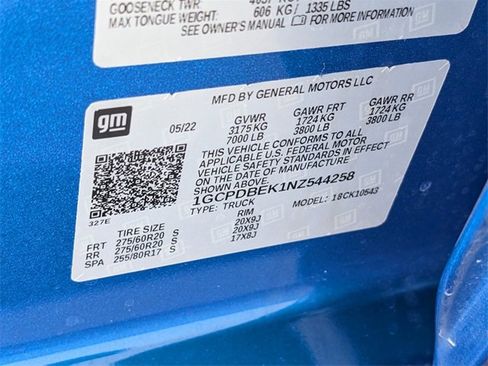 GOOSENECK TWR:
MAX TONGUE WEIGHT: 606 KG / 1335 LBS
SEE OWNER'S MANUAL FOR MORE INFORMATION
GM
gm
MFD BY GENERAL MOTORS LLC
05/22 GVWR GAWR FRT GAWR RR
3175 KG 1724 KG 1724 KG
7000 LB 3800 LB 3800 LB
THIS VEHICLE CONFORMS TO ALL
APPLICABLE U.S. FEDERAL MOTOR
VEHICLE SAFETY STANDARDS IN
EFFECT ON THE DATE OF MANUFACTURE
SHOWN ABOVE.
1GCPDBEK1NZ544258
TYPE: TRUCK MODEL: 18CK10543
327E
TIRE SIZE RIM
FRT 275/60R20 S 20X9J
RR 275/60R20 S 20X9J
SPA 255/80R17 S 17X8J